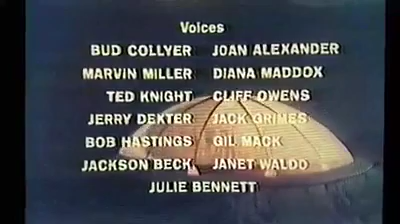 Voices
BUD COLLYER JOAN ALEXANDER
MARVIN MILLER DIANA MADDOX
TED KNIGHT CLIFF OWENS
JERRY DEXTER JACK GRIMES
BOB HASTINGS GIL MACK
JACKSON BECK JANET WALDO
JULIE BENNETT